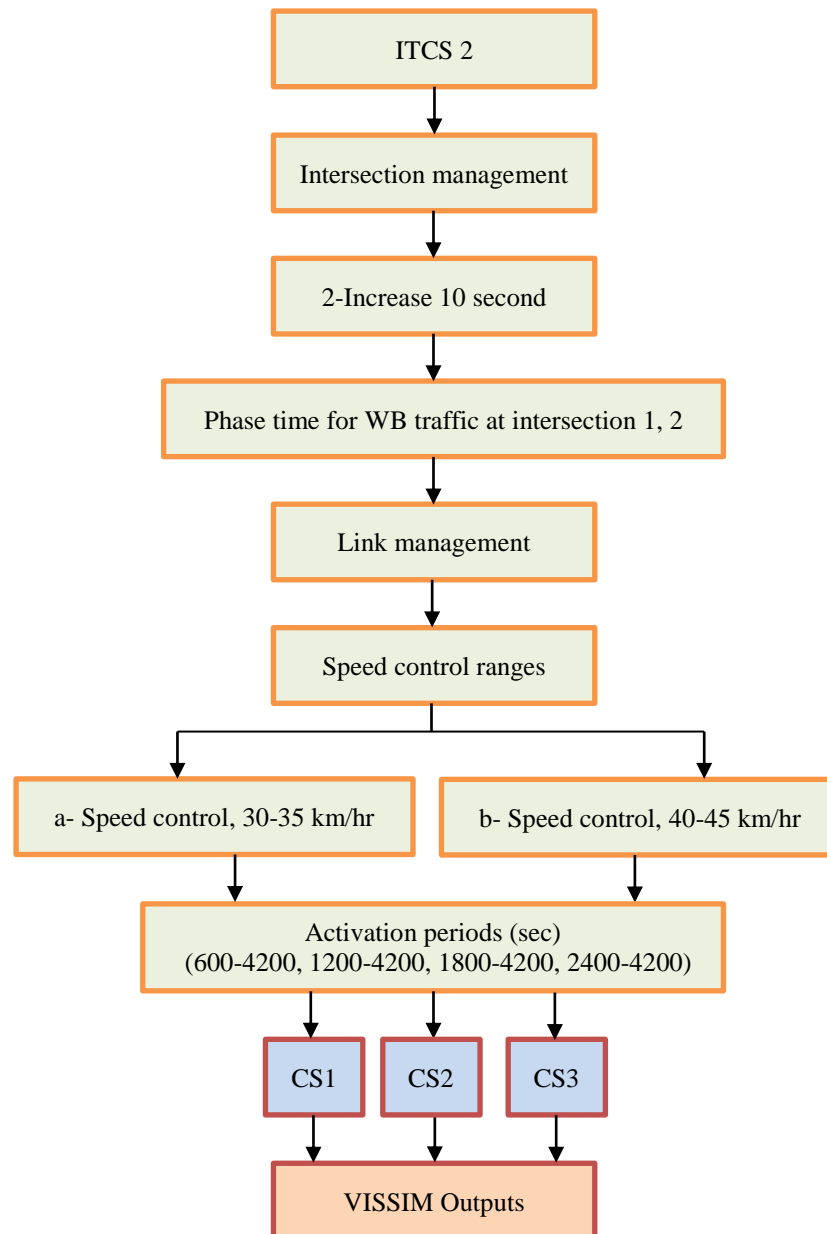 ITCS 2
Intersection management
2-Increase 10 second
Phase time for WB traffic at intersection 1, 2
Link management
Speed control ranges
a- Speed control, 30-35 km/hr
b- Speed control, 40-45 km/hr
Activation periods (sec)
(600-4200, 1200-4200, 1800-4200, 2400-4200)
CS1
CS2
CS3
VISSIM Outputs